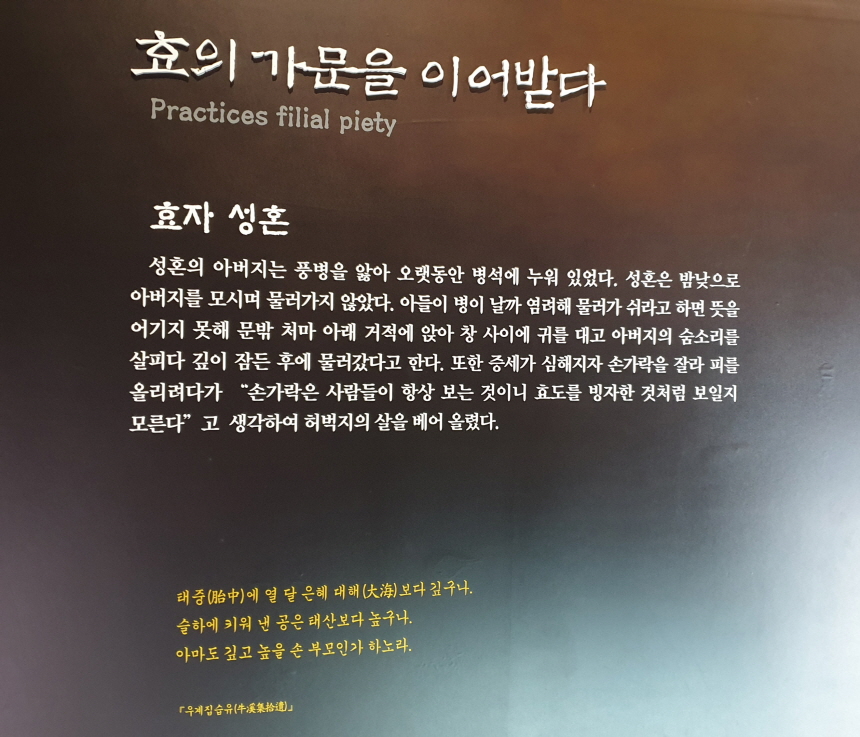 효의 가문을 이어받다
Practices filial piety
효자 성혼
성혼의 아버지는 풍병을 앓아 오랫동안 병석에 누워 있었다. 성혼은 밤낮으로
아버지를 모시며 물러가지 않았다. 아들이 병이 날까 염려해 물러가 쉬라고 하면 뜻을
어기지 못해 문밖 처마 아래 거적에 앉아 창 사이에 귀를 대고 아버지의 숨소리를
살피다 깊이 잠든 후에 물러갔다고 한다. 또한 증세가 심해지자 손가락을 잘라 피를
올리려다가 “손가락은 사람들이 항상 보는 것이니 효도를 빙자한 것처럼 보일지
모른다” 고 생각하여 허벅지의 살을 베어 올렸다.
태중(胎中)에 열 달 은혜 대해(大海)보다 깊구나.
슬하에 키워 낸 공은 태산보다 높구나.
아마도 깊고 높을 손 부모인가 하노라.
「우계집습유(牛溪集拾遺)」